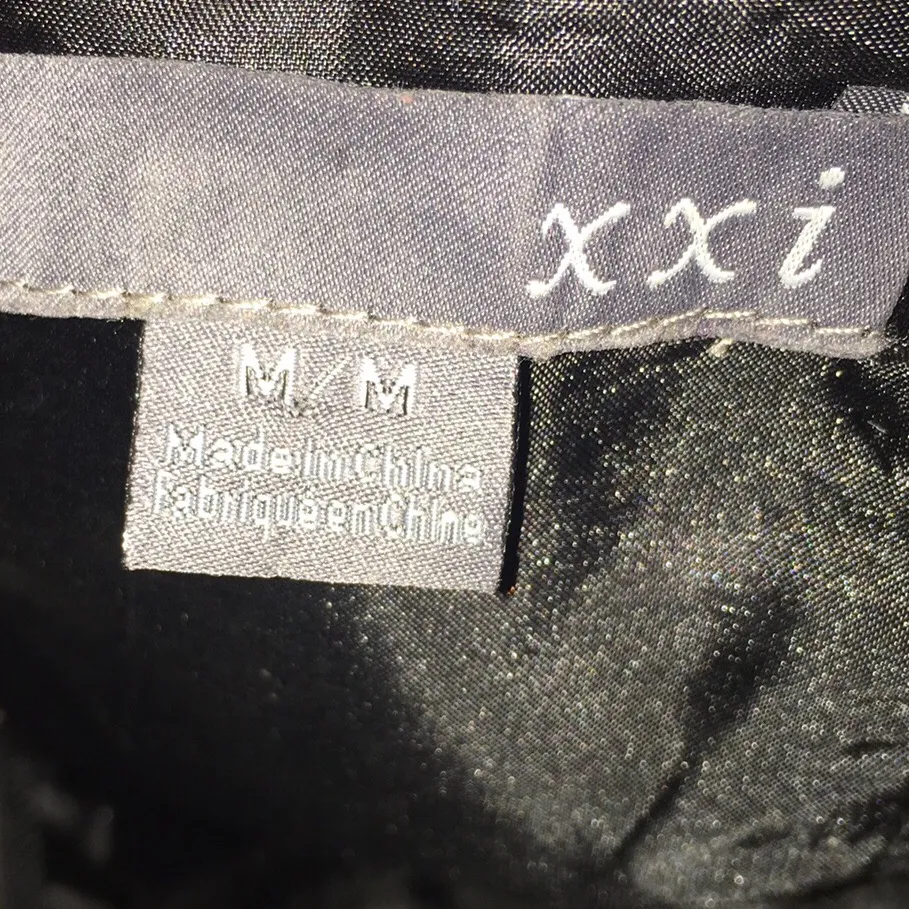 xxi
M/M
Made In China
Fabriqué en Chine